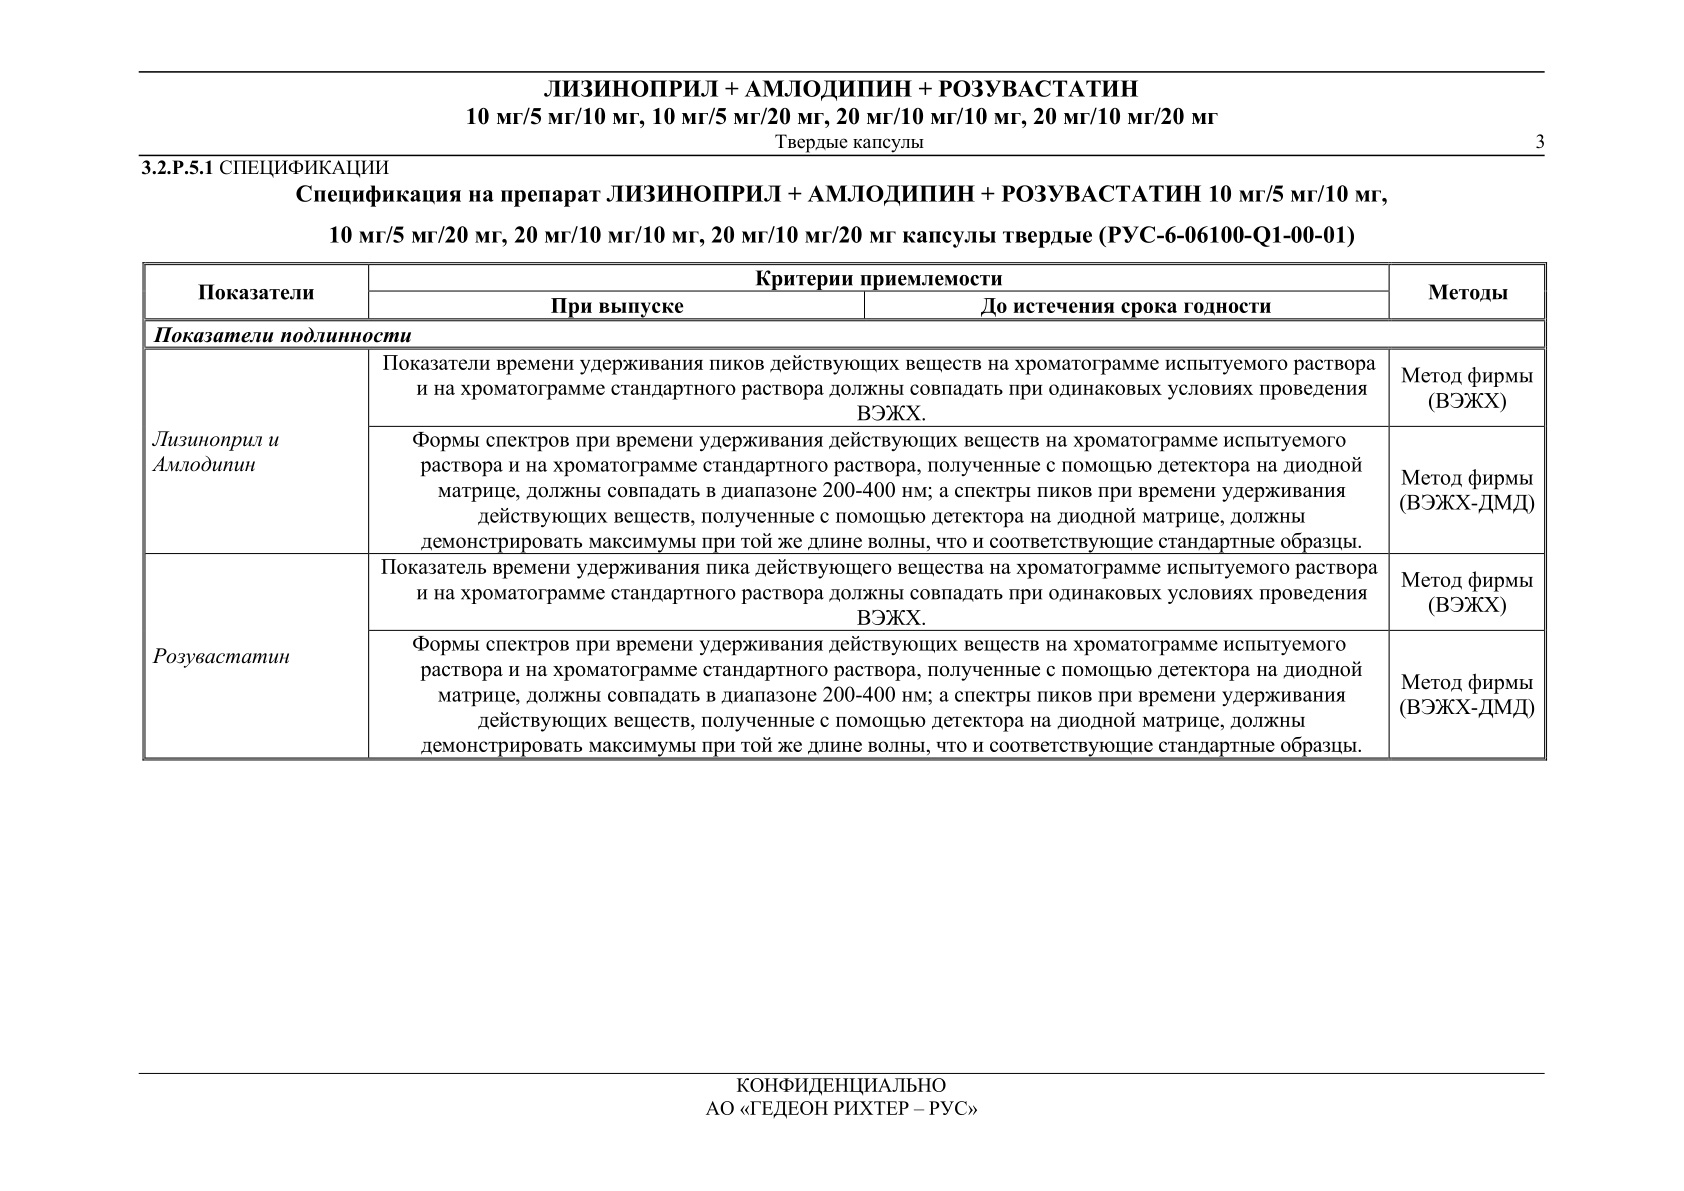 ЛИЗИНОПРИЛ + АМЛОДИПИН + РОЗУВАСТАТИН
10 мг/5 мг/10 мг, 10 мг/5 мг/20 мг, 20 мг/10 мг/10 мг, 20 мг/10 мг/20 мг
Твердые капсулы 3
3.2.P.5.1 СПЕЦИФИКАЦИИ
Спецификация на препарат ЛИЗИНОПРИЛ + АМЛОДИПИН + РОЗУВАСТАТИН 10 мг/5 мг/10 мг,
10 мг/5 мг/20 мг, 20 мг/10 мг/10 мг, 20 мг/10 мг/20 мг капсулы твердые (РУС-6-06100-Q1-00-01)
Показатели
Критерии приемлемости
Методы
При выпуске
До истечения срока годности
Показатели подлинности
Лизиноприл и
Амлодипин
Показатели времени удерживания пиков действующих веществ на хроматограмме испытуемого раствора
и на хроматограмме стандартного раствора должны совпадать при одинаковых условиях проведения
ВЭЖХ.
Метод фирмы
(ВЭЖХ)
Формы спектров при времени удерживания действующих веществ на хроматограмме испытуемого
раствора и на хроматограмме стандартного раствора, полученные с помощью детектора на диодной
матрице, должны совпадать в диапазоне 200-400 нм; а спектры пиков при времени удерживания
действующих веществ, полученные с помощью детектора на диодной матрице, должны
демонстрировать максимумы при той же длине волны, что и соответствующие стандартные образцы.
Метод фирмы
(ВЭЖХ-ДМД)
Розувастатин
Показатель времени удерживания пика действующего вещества на хроматограмме испытуемого раствора
и на хроматограмме стандартного раствора должны совпадать при одинаковых условиях проведения
ВЭЖХ.
Метод фирмы
(ВЭЖХ)
Формы спектров при времени удерживания действующих веществ на хроматограмме испытуемого
раствора и на хроматограмме стандартного раствора, полученные с помощью детектора на диодной
матрице, должны совпадать в диапазоне 200-400 нм; а спектры пиков при времени удерживания
действующих веществ, полученные с помощью детектора на диодной матрице, должны
демонстрировать максимумы при той же длине волны, что и соответствующие стандартные образцы.
Метод фирмы
(ВЭЖХ-ДМД)
КОНФИДЕНЦИАЛЬНО
АО «ГЕДЕОН РИХТЕР – РУС»